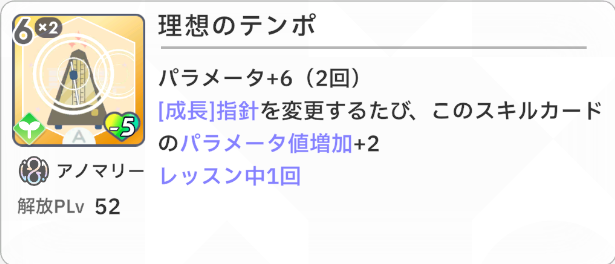 理想のテンポ
6 ×2
パラメータ+6（2回）
[成長]指針を変更するたび、このスキルカード
のパラメータ値増加+2
レッスン中1回
A
-5
アノマリー
解放PLv 52